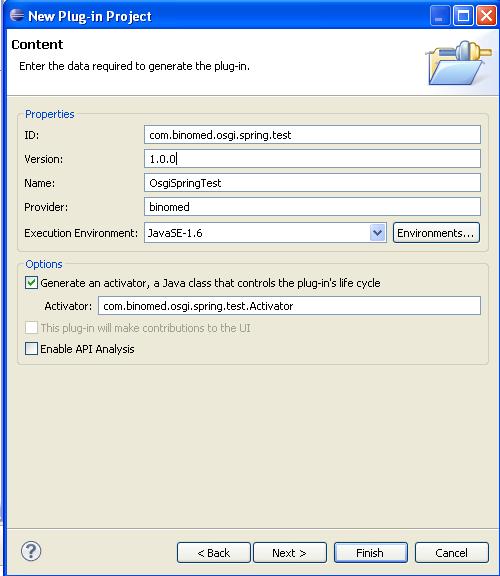 New Plug-in Project
Content
Enter the data required to generate the plug-in.
Properties
ID: com.binomed.osgi.spring.test
Version: 1.0.0
Name: OsgiSpringTest
Provider: binomed
Execution Environment: JavaSE-1.6 Environments...
Options
Generate an activator, a Java class that controls the plug-in's life cycle
Activator: com.binomed.osgi.spring.test.Activator
This plug-in will make contributions to the UI
Enable API Analysis
? < Back Next > Finish Cancel